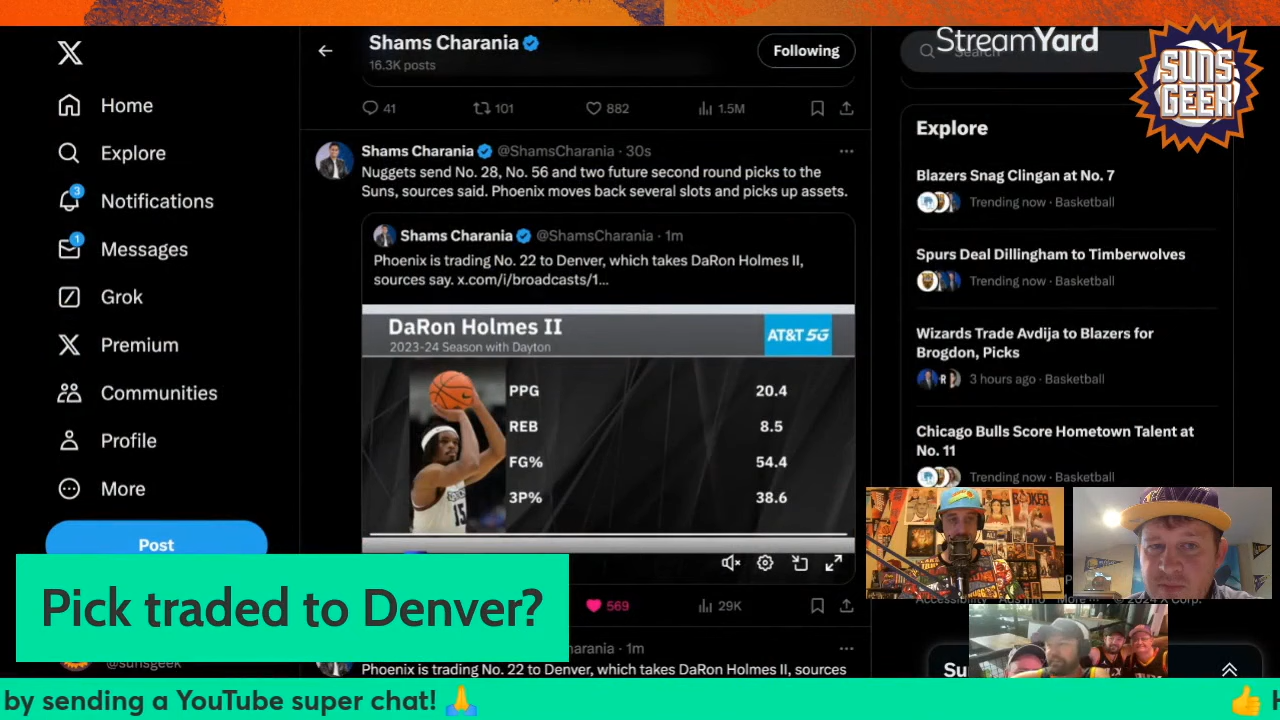 Shams Charania
16.3K posts
Following
StreamYard
Search
SUNS
GEEK
Home
Explore
Notifications
3
Messages
1
Grok
Premium
Communities
Profile
More
Post
@sunsgeek
41
101
882
1.5M
Shams Charania @ShamsCharania · 30s
Nuggets send No. 28, No. 56 and two future second round picks to the
Suns, sources said. Phoenix moves back several slots and picks up assets.
Shams Charania @ShamsCharania · 1m
Phoenix is trading No. 22 to Denver, which takes DaRon Holmes II,
sources say. x.com/i/broadcasts/1...
DaRon Holmes II
2023-24 Season with Dayton
AT&T 5G
PPG 20.4
REB 8.5
FG% 54.4
3P% 38.6
15
569
29K
· 1m
Phoenix is trading No. 22 to Denver, which takes DaRon Holmes II, sources
Explore
Blazers Snag Clingan at No. 7
Trending now · Basketball
Spurs Deal Dillingham to Timberwolves
Trending now · Basketball
Wizards Trade Avdija to Blazers for
Brogdon, Picks
3 hours ago · Basketball
Chicago Bulls Score Hometown Talent at
No. 11
Trending now · Basketball
Pick traded to Denver?
by sending a YouTube super chat! 🙏
👍 H